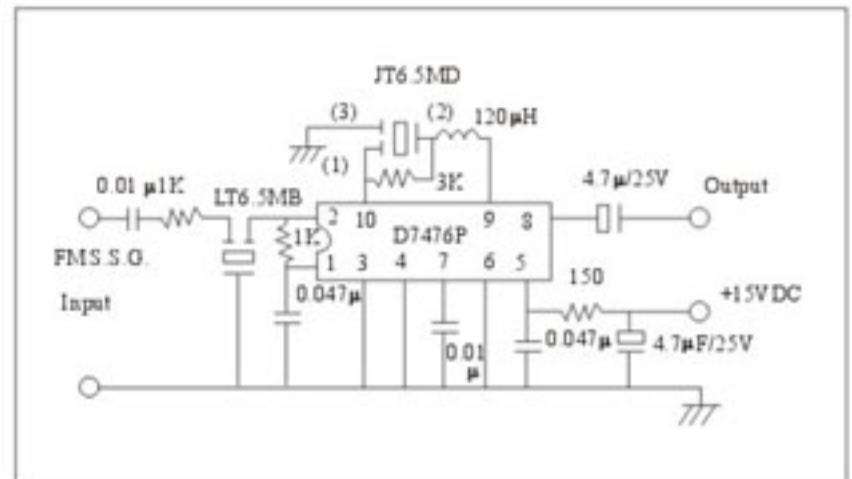 JT6.5MD
(3)
(2)
120μH
(1)
3K
0.01 μ1K
LT6.5MB
4.7μ/25V
Output
2
10
9
8
1K
D7476P
FMS.S.G.
1
3
4
7
6
5
150
+15VDC
Input
0.047μ
0.01
μ
0.047μ
4.7μF/25V